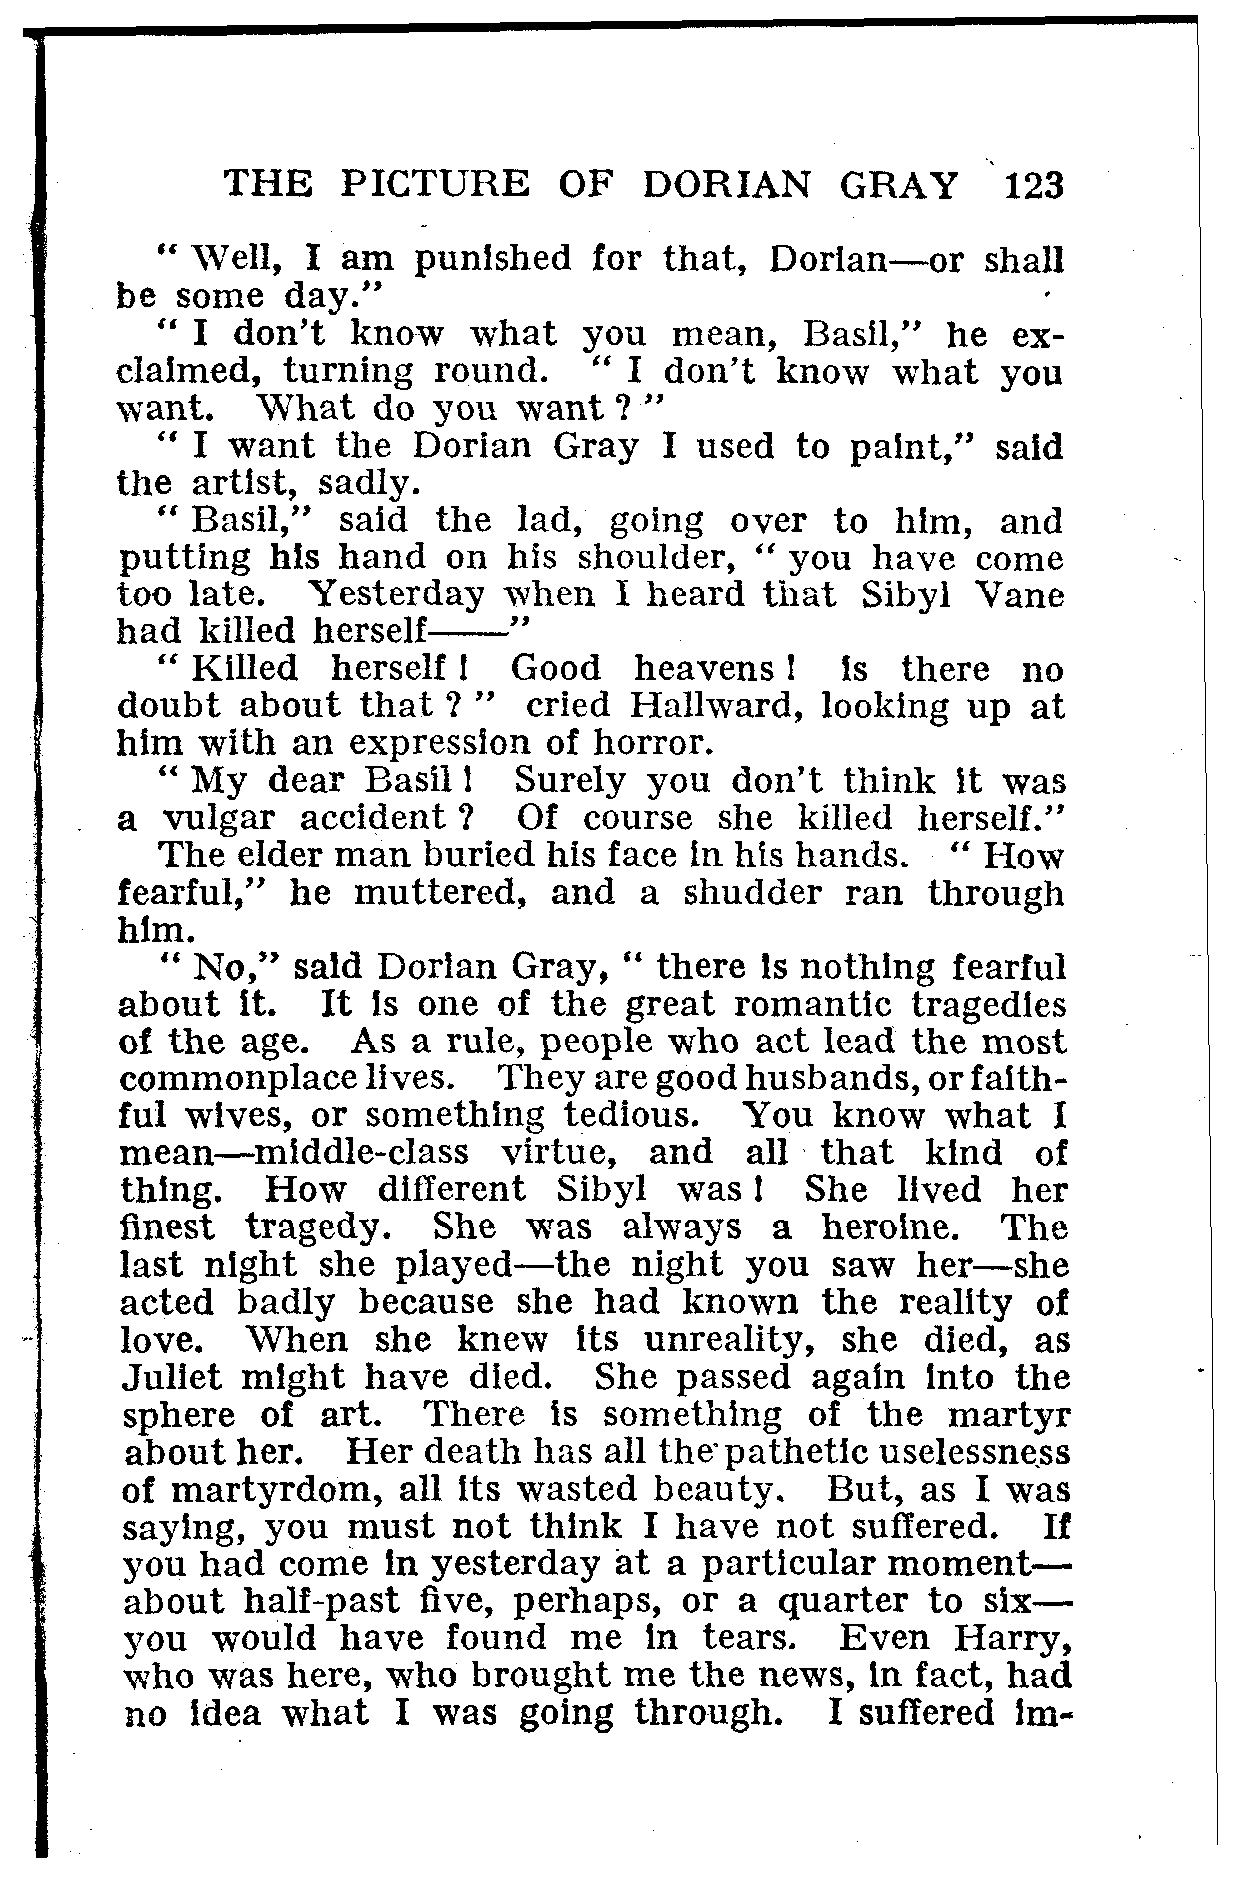 THE PICTURE OF DORIAN GRAY 123
“ Well, I am punished for that, Dorian—or shall
be some day.”
“ I don’t know what you mean, Basil,” he ex-
claimed, turning round. “ I don’t know what you
want. What do you want ? ”
“ I want the Dorian Gray I used to paint,” said
the artist, sadly.
“ Basil,” said the lad, going over to him, and
putting his hand on his shoulder, “ you have come
too late. Yesterday when I heard that Sibyl Vane
had killed herself——”
“ Killed herself ! Good heavens ! is there no
doubt about that ? ” cried Hallward, looking up at
him with an expression of horror.
“ My dear Basil ! Surely you don’t think it was
a vulgar accident ? Of course she killed herself.”
The elder man buried his face in his hands. “ How
fearful,” he muttered, and a shudder ran through
him.
“ No,” said Dorian Gray, “ there is nothing fearful
about it. It is one of the great romantic tragedies
of the age. As a rule, people who act lead the most
commonplace lives. They are good husbands, or faith-
ful wives, or something tedious. You know what I
mean—middle-class virtue, and all that kind of
thing. How different Sibyl was ! She lived her
finest tragedy. She was always a heroine. The
last night she played—the night you saw her—she
acted badly because she had known the reality of
love. When she knew its unreality, she died, as
Juliet might have died. She passed again into the
sphere of art. There is something of the martyr
about her. Her death has all the pathetic uselessness
of martyrdom, all its wasted beauty. But, as I was
saying, you must not think I have not suffered. If
you had come in yesterday at a particular moment—
about half-past five, perhaps, or a quarter to six—
you would have found me in tears. Even Harry,
who was here, who brought me the news, in fact, had
no idea what I was going through. I suffered im-